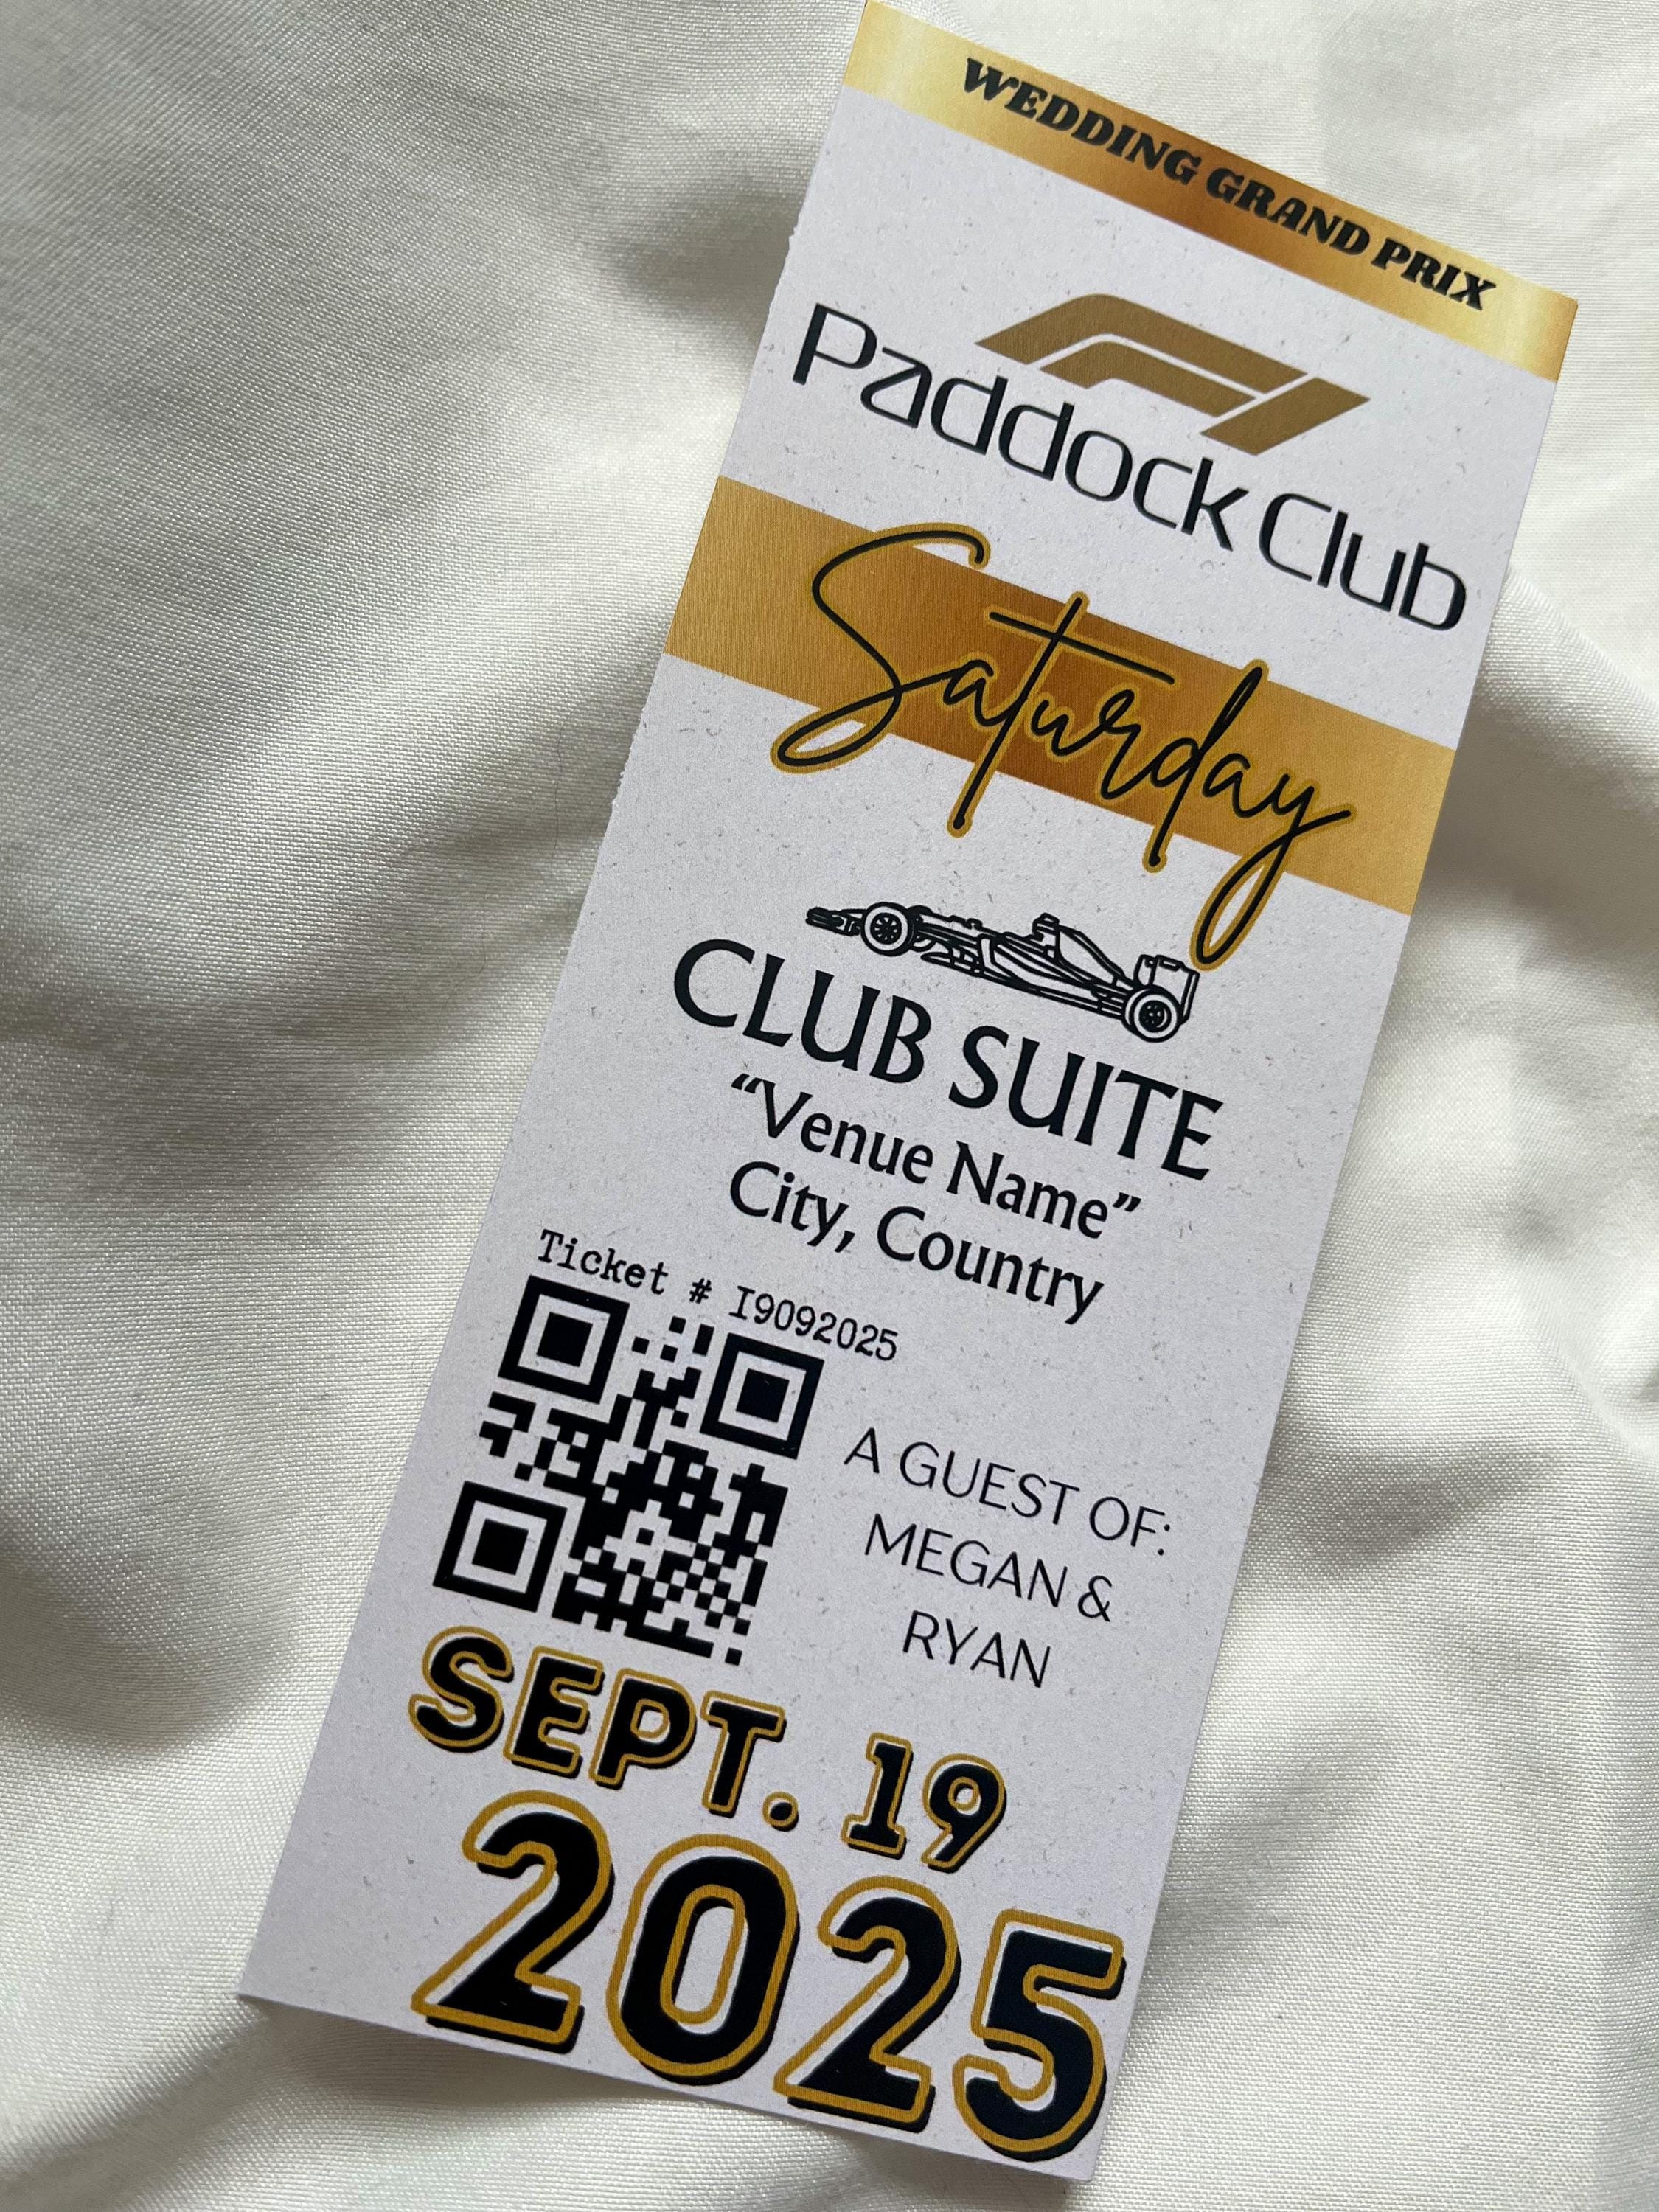 WEDDING GRAND PRIX
F1
Paddock Club
Saturday
CLUB SUITE
“Venue Name”
City, Country
Ticket # I9092025
A GUEST OF:
MEGAN &
RYAN
SEPT. 19
2025